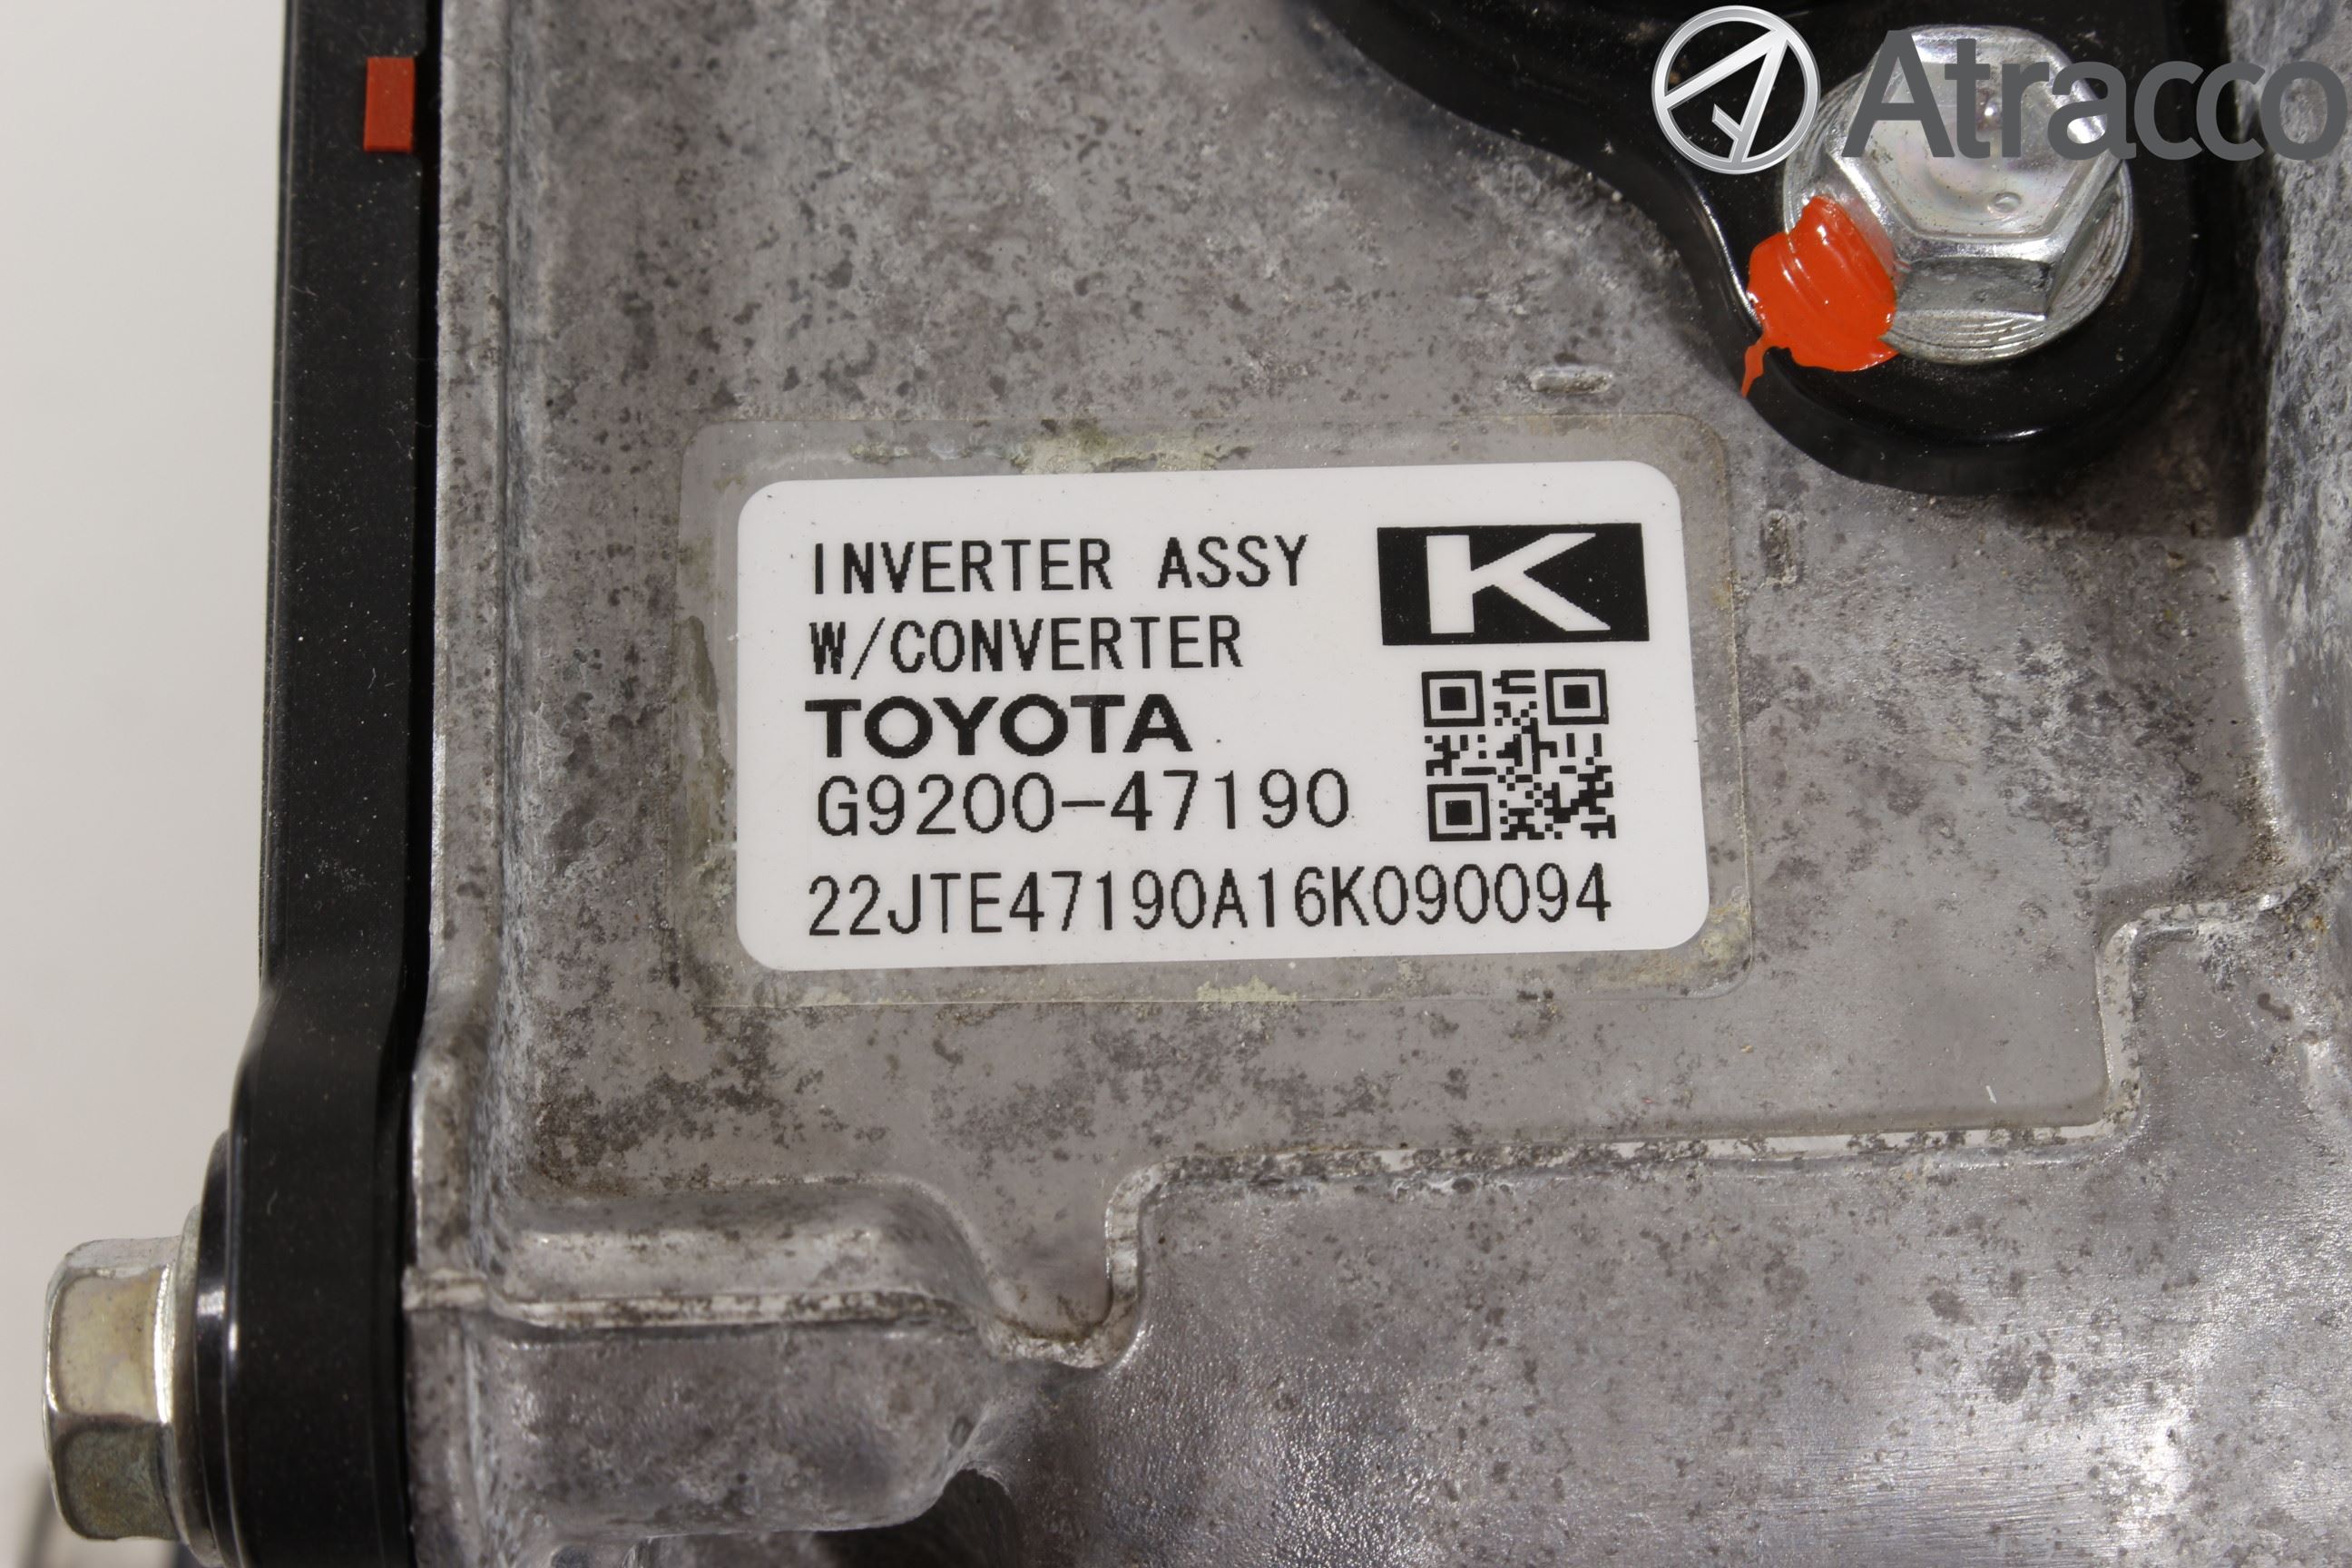 Atracco
INVERTER ASSY
K
W/CONVERTER
TOYOTA
G9200-47190
22JTE47190A16K090094